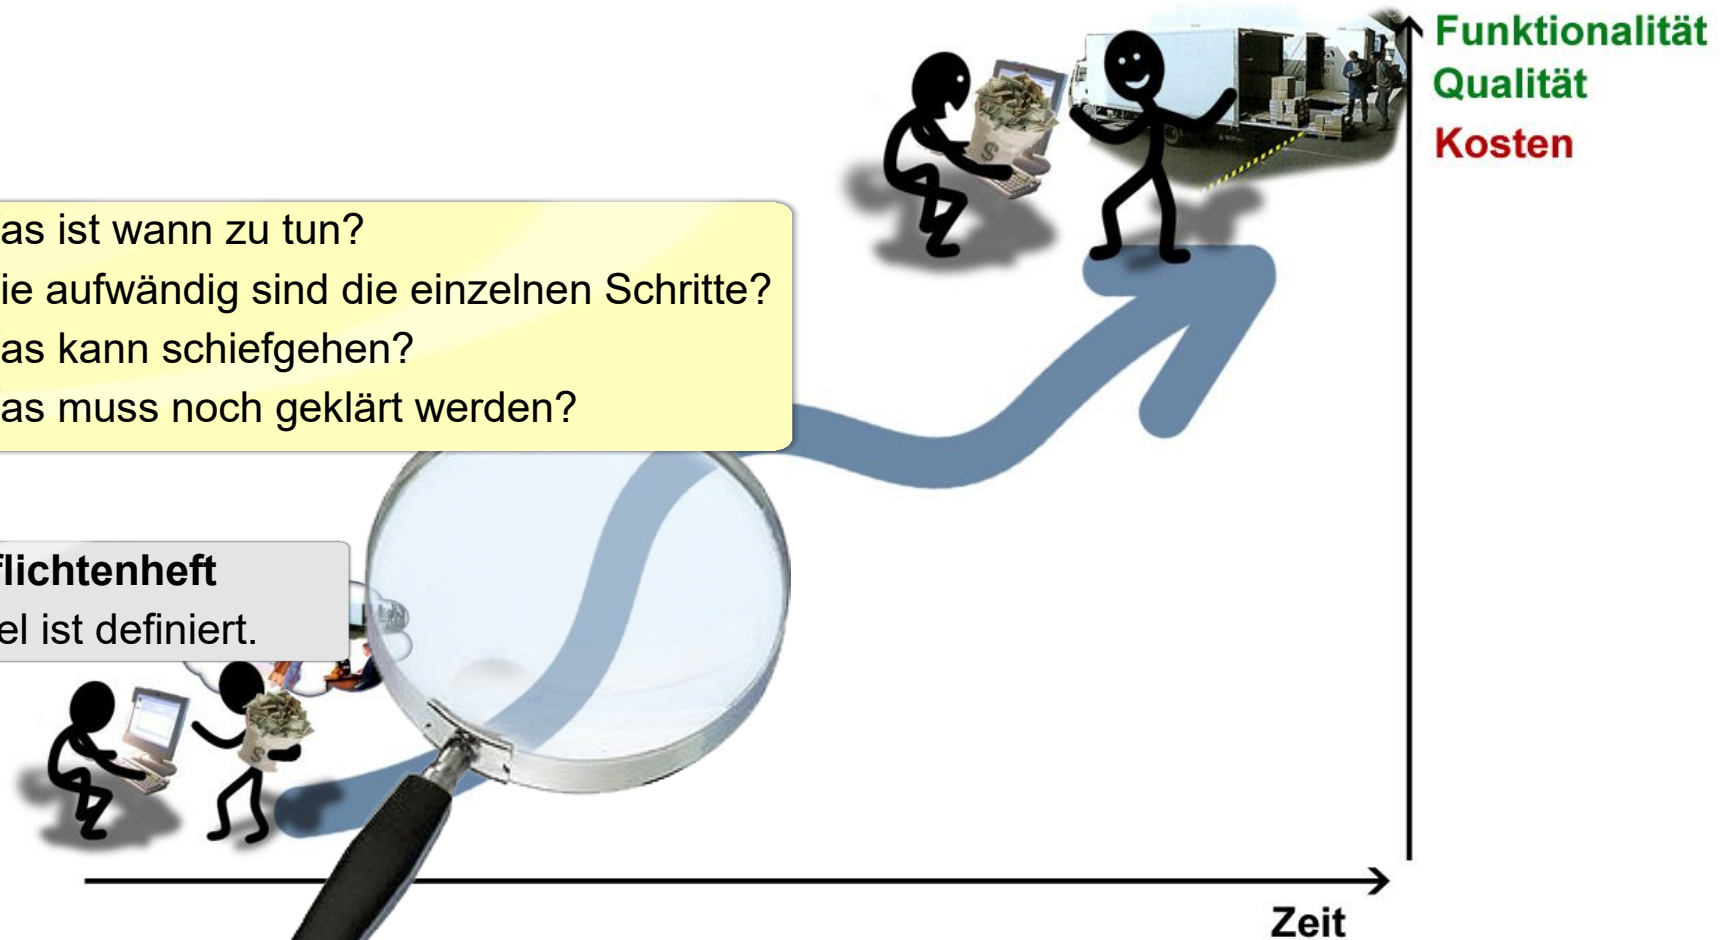 Funktionalität
Qualität
Kosten
as ist wann zu tun?
ie aufwändig sind die einzelnen Schritte?
as kann schiefgehen?
as muss noch geklärt werden?
flichtenheft
el ist definiert.
$
$
Zeit